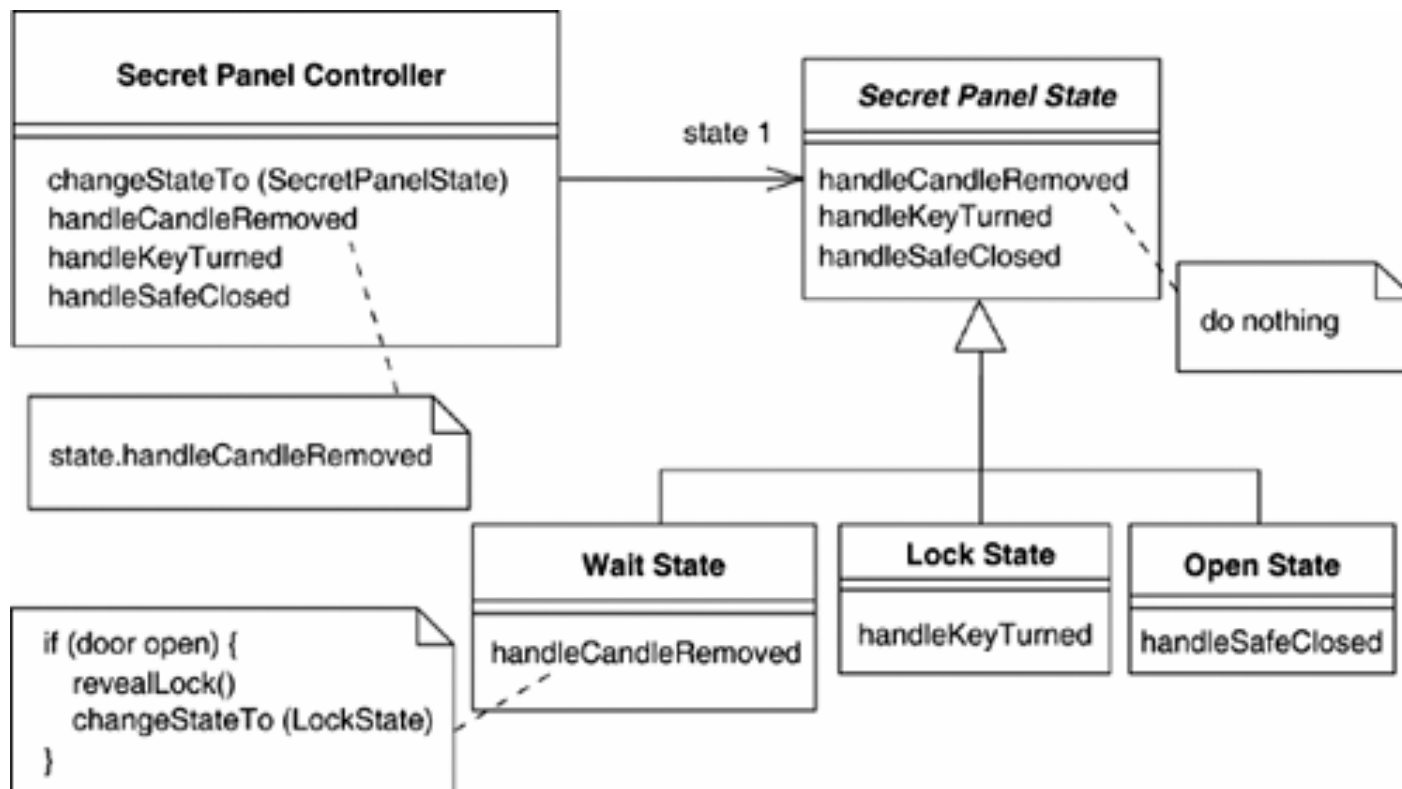 Secret Panel Controller
changeStateTo (SecretPanelState)
handleCandleRemoved
handleKeyTurned
handleSafeClosed
state 1
Secret Panel State
handleCandleRemoved
handleKeyTurned
handleSafeClosed
do nothing
state.handleCandleRemoved
Wait State
handleCandleRemoved
Lock State
handleKeyTurned
Open State
handleSafeClosed
if (door open) {
revealLock()
changeStateTo (LockState)
}